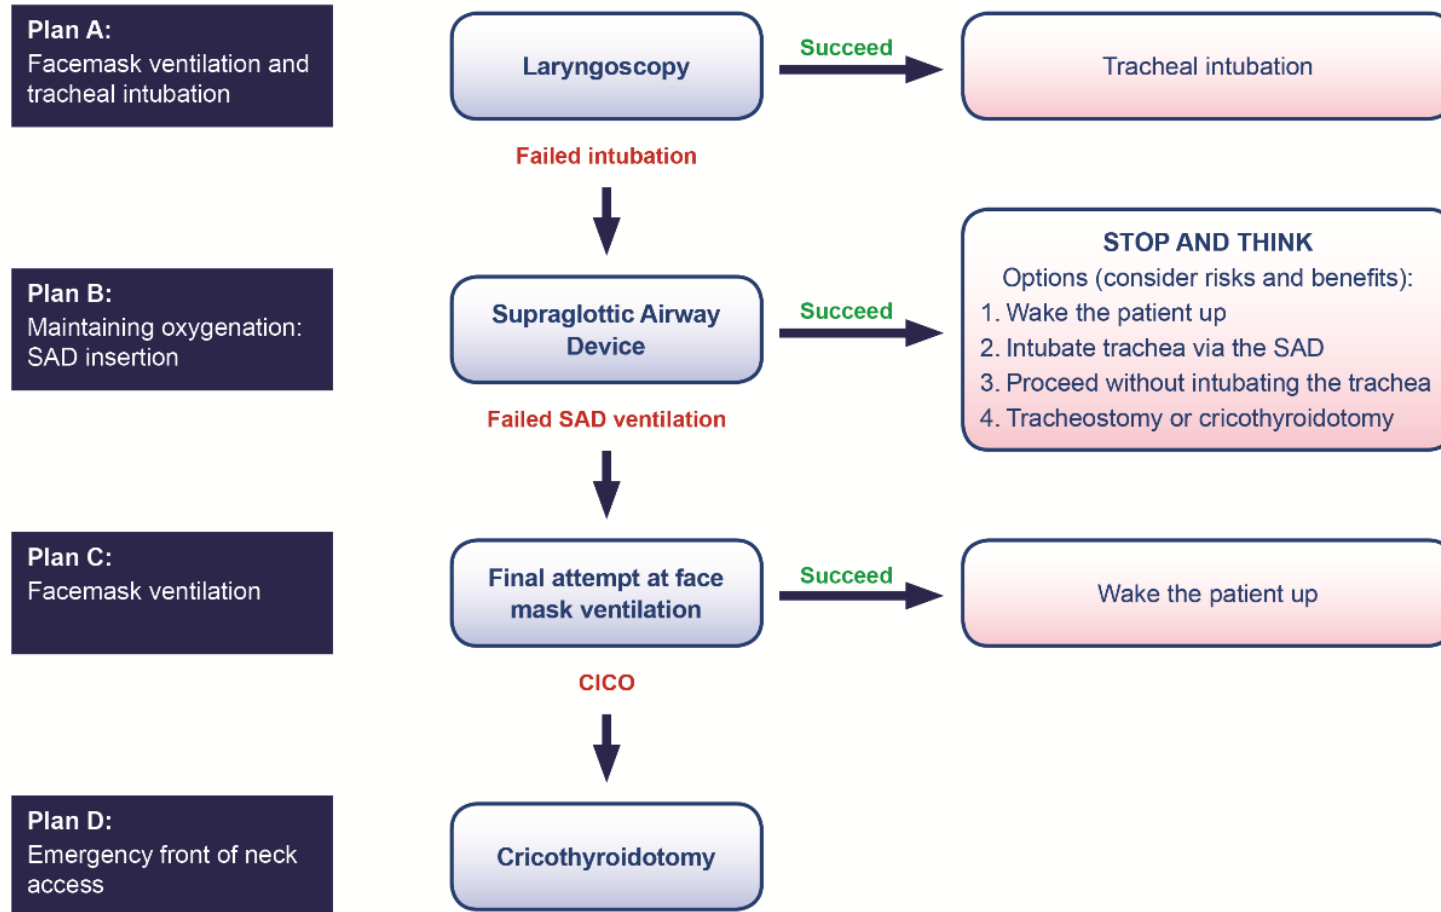 Plan A:
Facemask ventilation and
tracheal intubation
Laryngoscopy
Succeed
Tracheal intubation
Failed intubation
Plan B:
Maintaining oxygenation:
SAD insertion
Supraglottic Airway
Device
Succeed
STOP AND THINK
Options (consider risks and benefits):
1. Wake the patient up
2. Intubate trachea via the SAD
3. Proceed without intubating the trachea
4. Tracheostomy or cricothyroidotomy
Failed SAD ventilation
Plan C:
Facemask ventilation
Final attempt at face
mask ventilation
Succeed
Wake the patient up
CICO
Plan D:
Emergency front of neck
access
Cricothyroidotomy